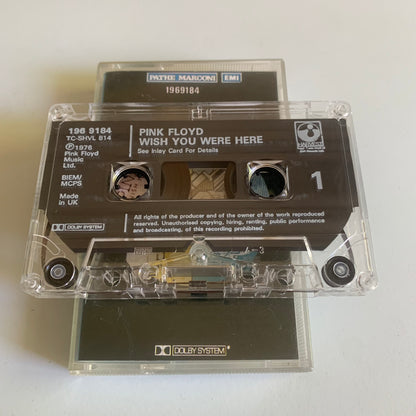 PATHE MARCONI EMI
1969184
196 9184
TC-SHVL 814
Ⓟ1976
Pink Floyd
Music
Ltd.
BIEM/
MCPS
Made
in UK
DOLBY SYSTEM
PINK FLOYD
WISH YOU WERE HERE
See Inlay Card For Details
1
All rights of the producer and of the owner of the work reproduced
reserved. Unauthorised copying, hiring, renting, public performance
and broadcasting, of this recording prohibited.
DOLBY SYSTEM